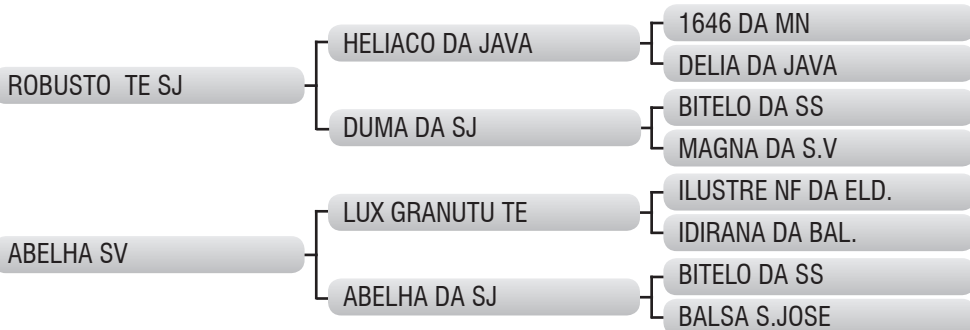 ROBUSTO TE SJ
HELIACO DA JAVA
1646 DA MN
DELIA DA JAVA
DUMA DA SJ
BITELO DA SS
MAGNA DA S.V
ABELHA SV
LUX GRANUTU TE
ILUSTRE NF DA ELD.
IDIRANA DA BAL.
ABELHA DA SJ
BITELO DA SS
BALSA S.JOSE